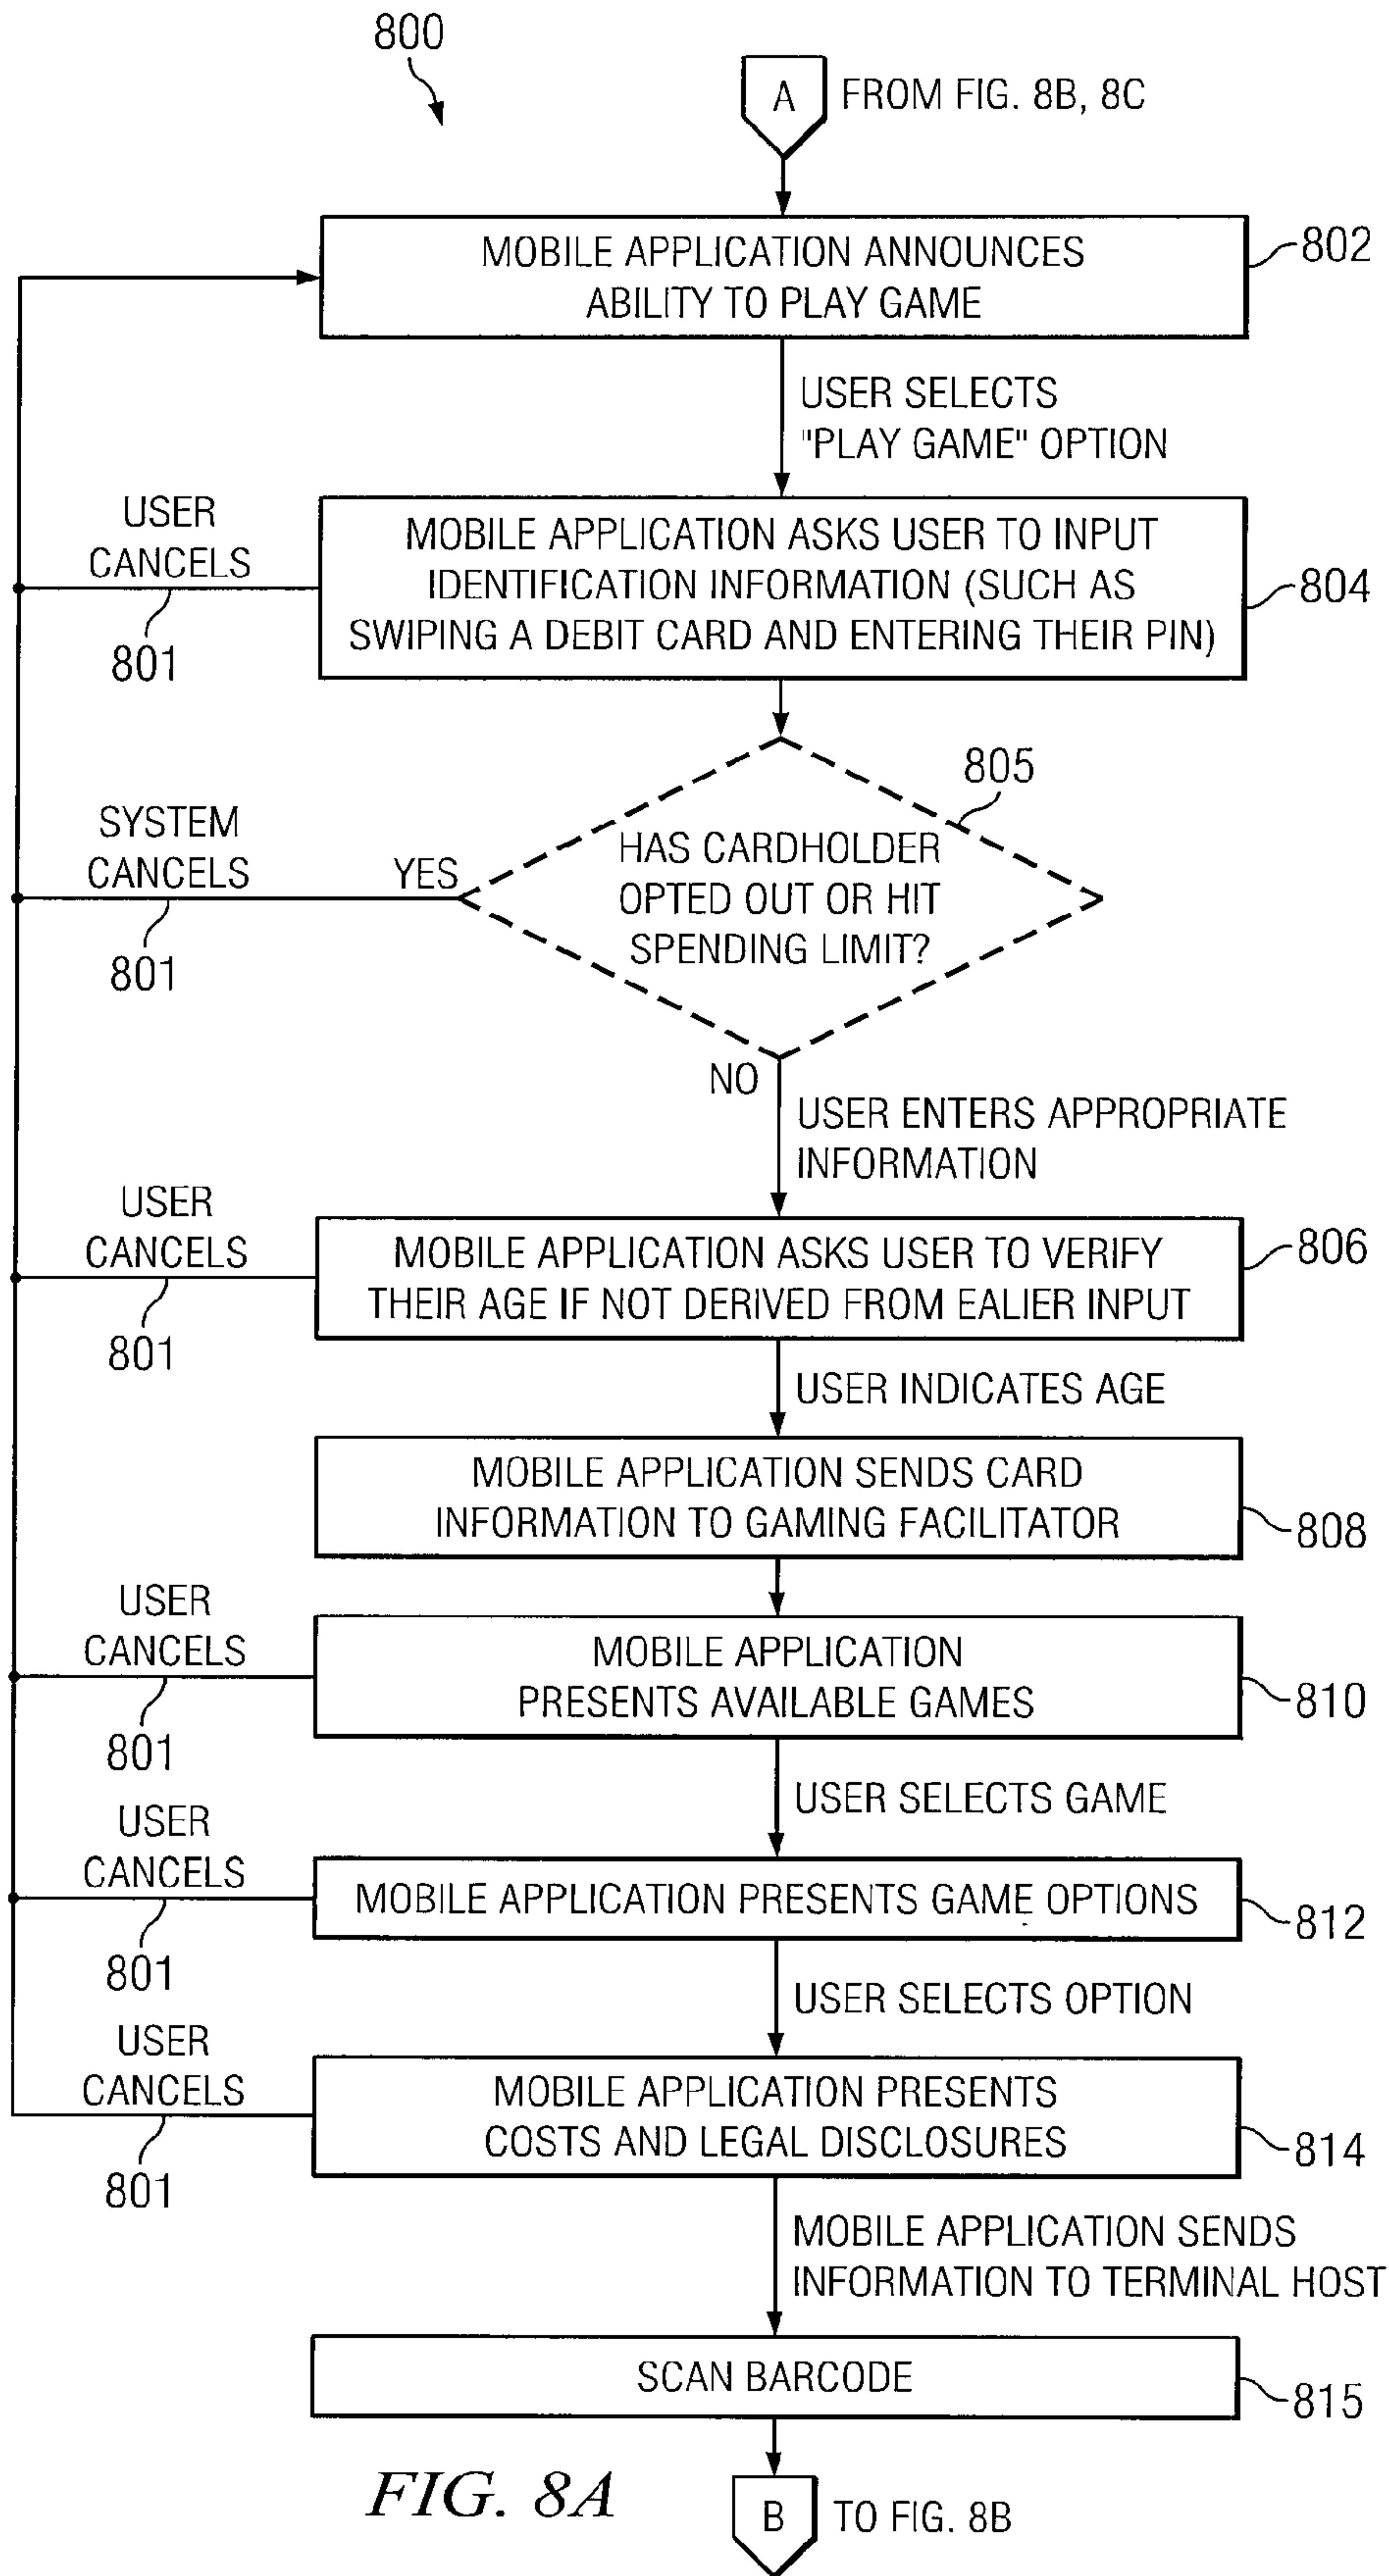 800
A
FROM FIG. 8B, 8C
MOBILE APPLICATION ANNOUNCES
ABILITY TO PLAY GAME
802
USER SELECTS
"PLAY GAME" OPTION
USER
CANCELS
801
MOBILE APPLICATION ASKS USER TO INPUT
IDENTIFICATION INFORMATION (SUCH AS
SWIPING A DEBIT CARD AND ENTERING THEIR PIN)
804
805
SYSTEM
CANCELS
801
YES
HAS CARDHOLDER
OPTED OUT OR HIT
SPENDING LIMIT?
NO
USER ENTERS APPROPRIATE
INFORMATION
USER
CANCELS
801
MOBILE APPLICATION ASKS USER TO VERIFY
THEIR AGE IF NOT DERIVED FROM EALIER INPUT
806
USER INDICATES AGE
MOBILE APPLICATION SENDS CARD
INFORMATION TO GAMING FACILITATOR
808
USER
CANCELS
801
MOBILE APPLICATION
PRESENTS AVAILABLE GAMES
810
USER SELECTS GAME
USER
CANCELS
801
MOBILE APPLICATION PRESENTS GAME OPTIONS
812
USER SELECTS OPTION
USER
CANCELS
801
MOBILE APPLICATION PRESENTS
COSTS AND LEGAL DISCLOSURES
814
MOBILE APPLICATION SENDS
INFORMATION TO TERMINAL HOST
SCAN BARCODE
815
FIG. 8A
B
TO FIG. 8B